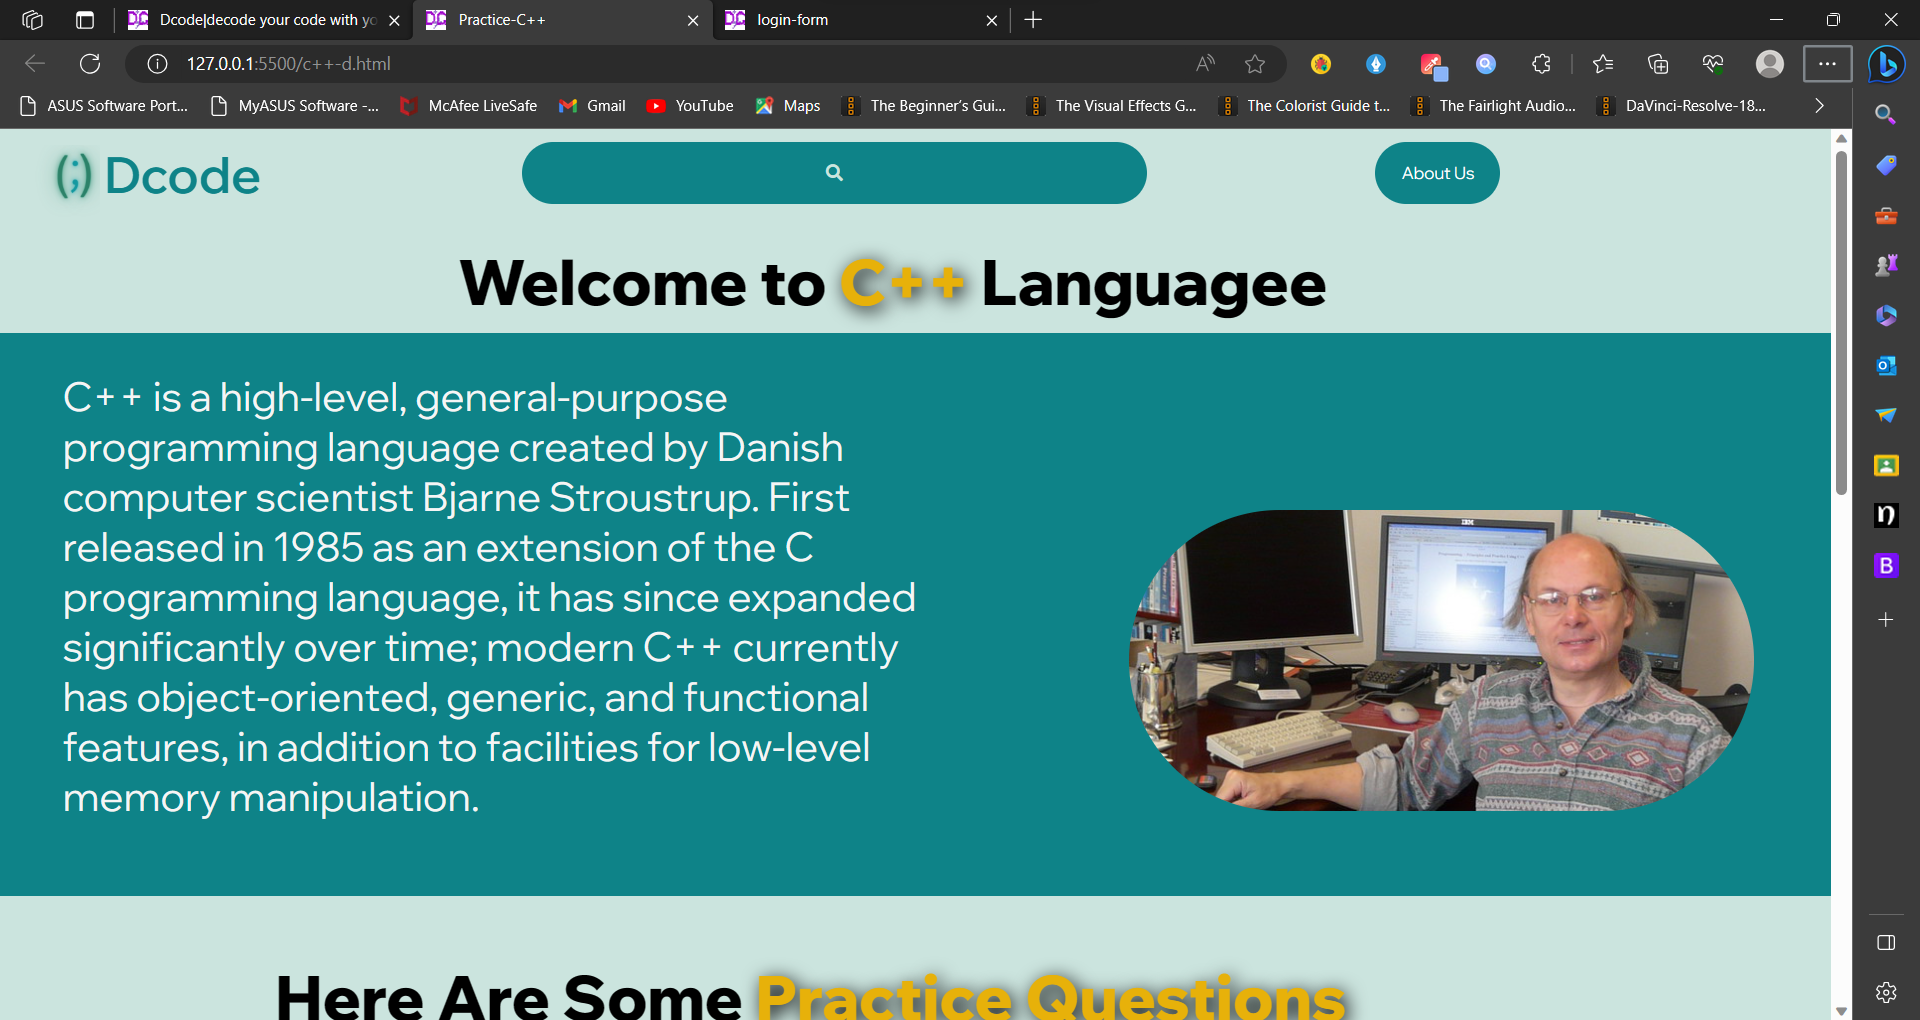 Dcode|decode your code with yo
Practice-C++
login-form
127.0.0.1:5500/c++-d.html
ASUS Software Port...
MyASUS Software -...
McAfee LiveSafe
Gmail
YouTube
Maps
The Beginner's Gui...
The Visual Effects G...
The Colorist Guide t...
The Fairlight Audio...
DaVinci-Resolve-18...
(;) Dcode
About Us
Welcome to C++ Languagee
C++ is a high-level, general-purpose
programming language created by Danish
computer scientist Bjarne Stroustrup. First
released in 1985 as an extension of the C
programming language, it has since expanded
significantly over time; modern C++ currently
has object-oriented, generic, and functional
features, in addition to facilities for low-level
memory manipulation.
IBM
Here Are Some Practice Questions